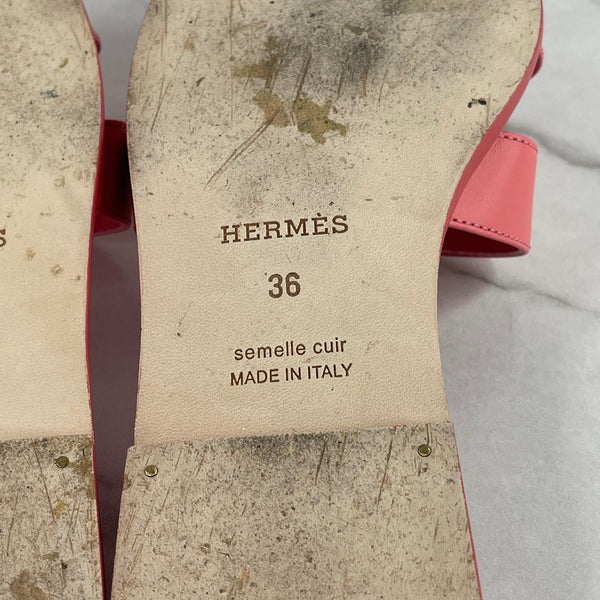 HERMÈS
36
semelle cuir
MADE IN ITALY